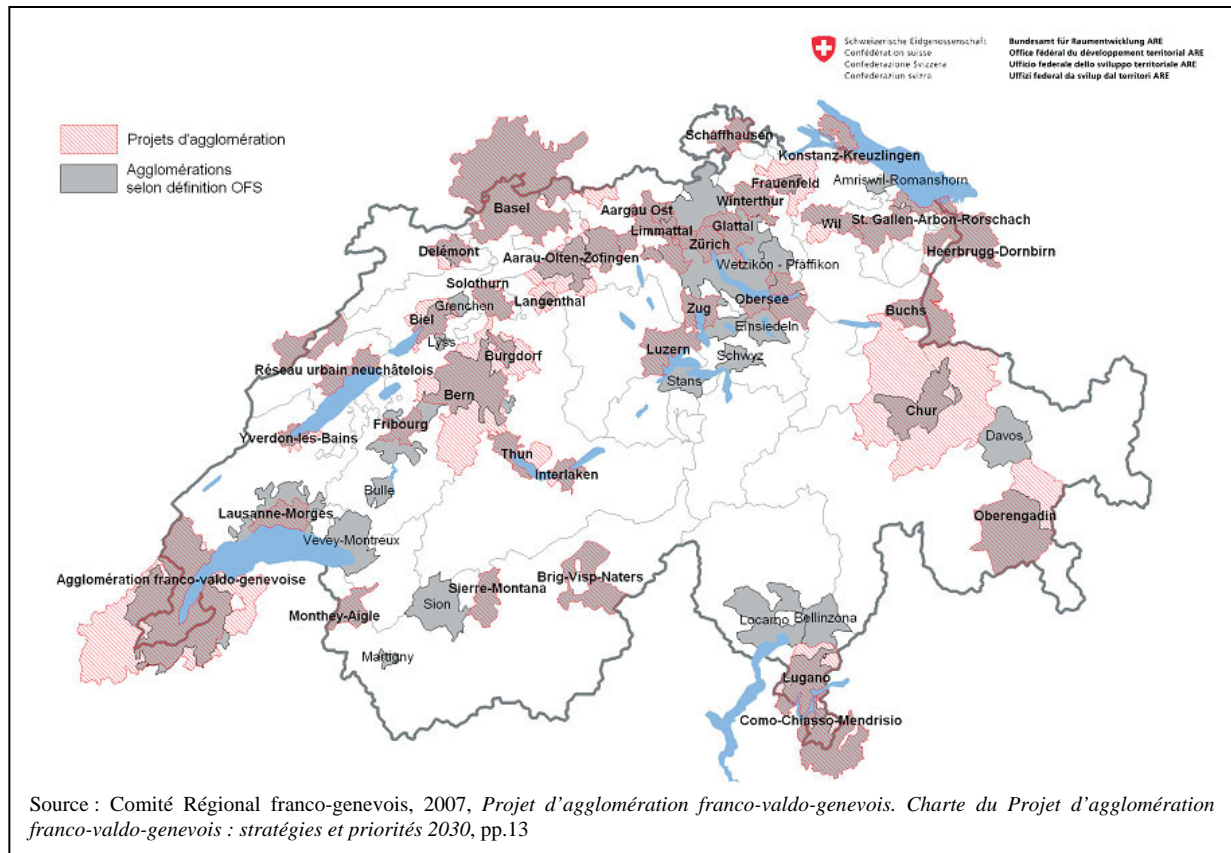 Schweizerische Eidgenossenschaft
Confédération suisse
Confederazione Svizzera
Confederaziun svizra
Bundesamt für Raumentwicklung ARE
Office fédéral du développement territorial ARE
Ufficio federale dello sviluppo territoriale ARE
Uffizi federal da svilup dal territori ARE
Projets d'agglomération
Agglomérations
selon définition OFS
Schaffhausen
Konstanz-Kreuzlingen
Frauenfeld
Amriswil-Romanshorn
Basel
Aargau Ost
Winterthur
Limmattal
Glattal
Wil
St. Gallen-Arbon-Rorschach
Zürich
Delémont
Aarau-Olten-Zofingen
Heerbrugg-Dornbirn
Wetzikon - Pfäffikon
Solothurn
Grenchen
Langenthal
Obersee
Zug
Buchs
Biel
Einsiedeln
Lyss
Burgdorf
Luzern
Schwyz
Réseau urbain neuchâtelois
Stans
Bern
Chur
Fribourg
Yverdon-les-Bains
Davos
Thun
Interlaken
Bulle
Lausanne-Morges
Oberengadin
Vevey-Montreux
Agglomération franco-valdo-genevoise
Brig-Visp-Naters
Sierre-Montana
Sion
Monthey-Aigle
Locarno
Bellinzona
Martigny
Lugano
Como-Chiasso-Mendrisio
Source : Comité Régional franco-genevois, 2007, Projet d'agglomération franco-valdo-genevois. Charte du Projet d'agglomération
franco-valdo-genevois : stratégies et priorités 2030, pp.13